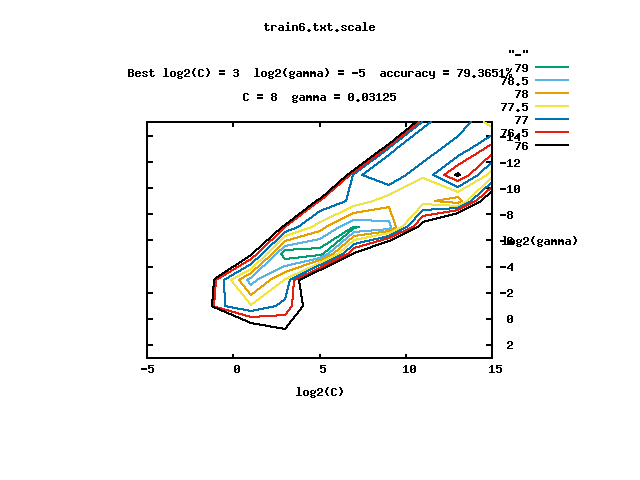 train6.txt.scale
"-"
Best log2(C) = 3  log2(gamma) = -5  accuracy = 79.3651%
79
78.5
78
C = 8  gamma = 0.03125
77.5
77
76.5
76
-14
-12
-10
-8
-6
log2(gamma)
-4
-2
0
2
-5 0 5 10 15
log2(C)